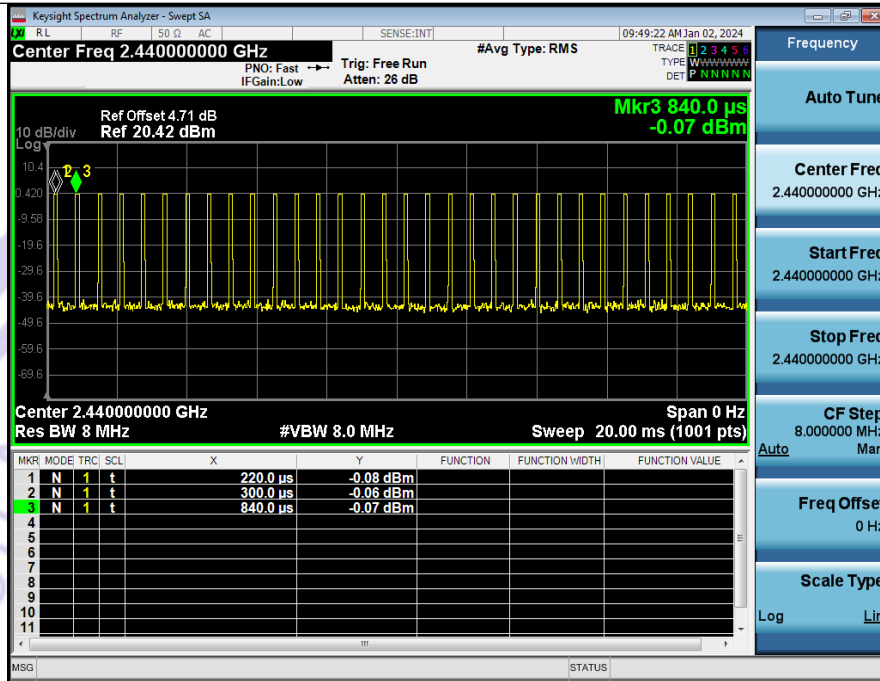 Keysight Spectrum Analyzer - Swept SA
LXI RL RF 50 Ω AC SENSE:INT 09:49:22 AM Jan 02, 2024
Center Freq 2.440000000 GHz #Avg Type: RMS TRACE 1 2 3 4 5 6
PNO: Fast Trig: Free Run TYPE WWWWWW
IFGain:Low Atten: 26 dB DET P N N N N N
Mkr3 840.0 µs
-0.07 dBm
Ref Offset 4.71 dB
10 dB/div Ref 20.42 dBm
Log
10.4
0.420
-9.58
-19.6
-29.6
-39.6
-49.6
-59.6
-69.6
2 3
Center 2.440000000 GHz Span 0 Hz
Res BW 8 MHz #VBW 8.0 MHz Sweep 20.00 ms (1001 pts)
MKR MODE TRC SCL X Y FUNCTION FUNCTION WIDTH FUNCTION VALUE
1 N 1 t 220.0 µs -0.08 dBm
2 N 1 t 300.0 µs -0.06 dBm
3 N 1 t 840.0 µs -0.07 dBm
4
5
6
7
8
9
10
11
MSG STATUS
Frequency
Auto Tune
Center Freq
2.440000000 GHz
Start Freq
2.440000000 GHz
Stop Freq
2.440000000 GHz
CF Step
8.000000 MHz
Auto Man
Freq Offset
0 Hz
Scale Type
Log Lin